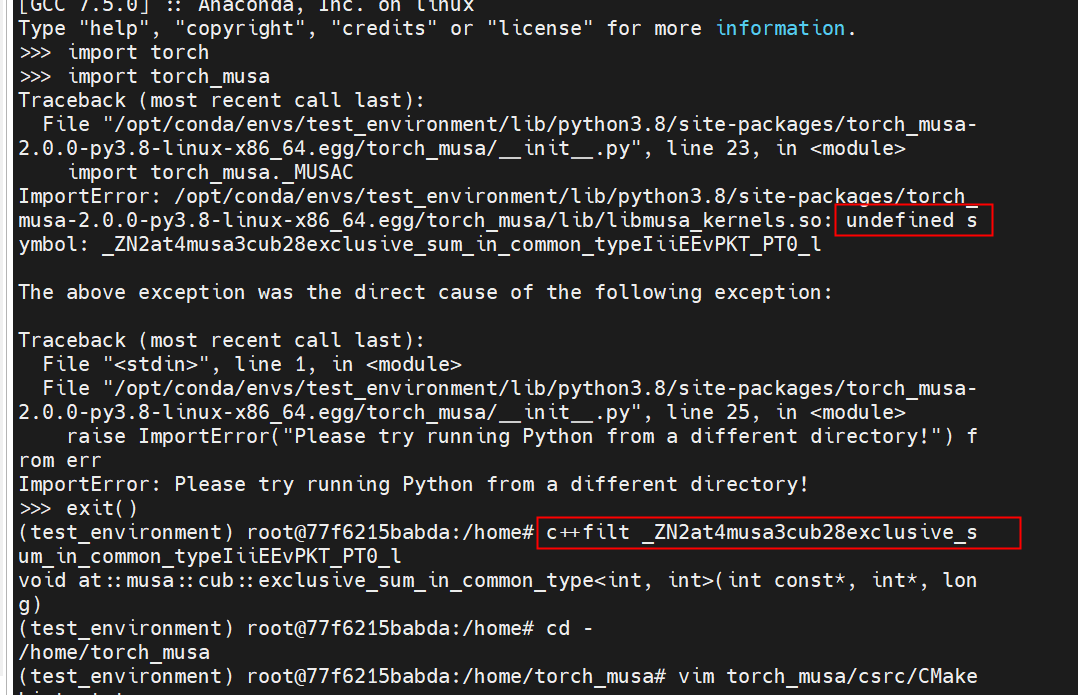 [GCC 7.5.0] :: Anaconda, Inc. on linux
Type "help", "copyright", "credits" or "license" for more information.
>>> import torch
>>> import torch_musa
Traceback (most recent call last):
  File "/opt/conda/envs/test_environment/lib/python3.8/site-packages/torch_musa-
2.0.0-py3.8-linux-x86_64.egg/torch_musa/__init__.py", line 23, in <module>
    import torch_musa._MUSAC
ImportError: /opt/conda/envs/test_environment/lib/python3.8/site-packages/torch_
musa-2.0.0-py3.8-linux-x86_64.egg/torch_musa/lib/libmusa_kernels.so: undefined s
ymbol: _ZN2at4musa3cub28exclusive_sum_in_common_typeIiiEEvPKT_PT0_l

The above exception was the direct cause of the following exception:

Traceback (most recent call last):
  File "<stdin>", line 1, in <module>
  File "/opt/conda/envs/test_environment/lib/python3.8/site-packages/torch_musa-
2.0.0-py3.8-linux-x86_64.egg/torch_musa/__init__.py", line 25, in <module>
    raise ImportError("Please try running Python from a different directory!") f
rom err
ImportError: Please try running Python from a different directory!
>>> exit()
(test_environment) root@77f6215babda:/home# c++filt _ZN2at4musa3cub28exclusive_s
um_in_common_typeIiiEEvPKT_PT0_l
void at::musa::cub::exclusive_sum_in_common_type<int, int>(int const*, int*, lon
g)
(test_environment) root@77f6215babda:/home# cd -
/home/torch_musa
(test_environment) root@77f6215babda:/home/torch_musa# vim torch_musa/csrc/CMake